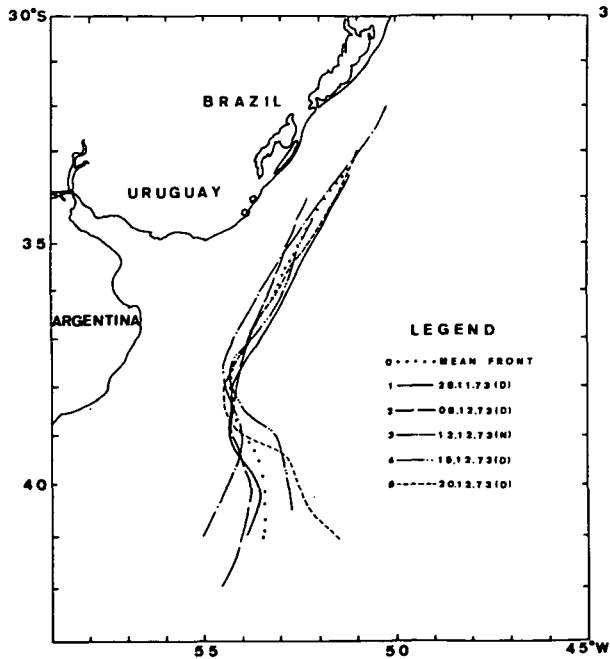 30°S
3
BRAZIL
URUGUAY
35
ARGENTINA
LEGEND
0 MEAN FRONT
1 28.11.73(D)
2 08.12.73(D)
3 12.12.73(N)
4 15.12.73(D)
5 20.12.73(D)
40
55
50
45°W